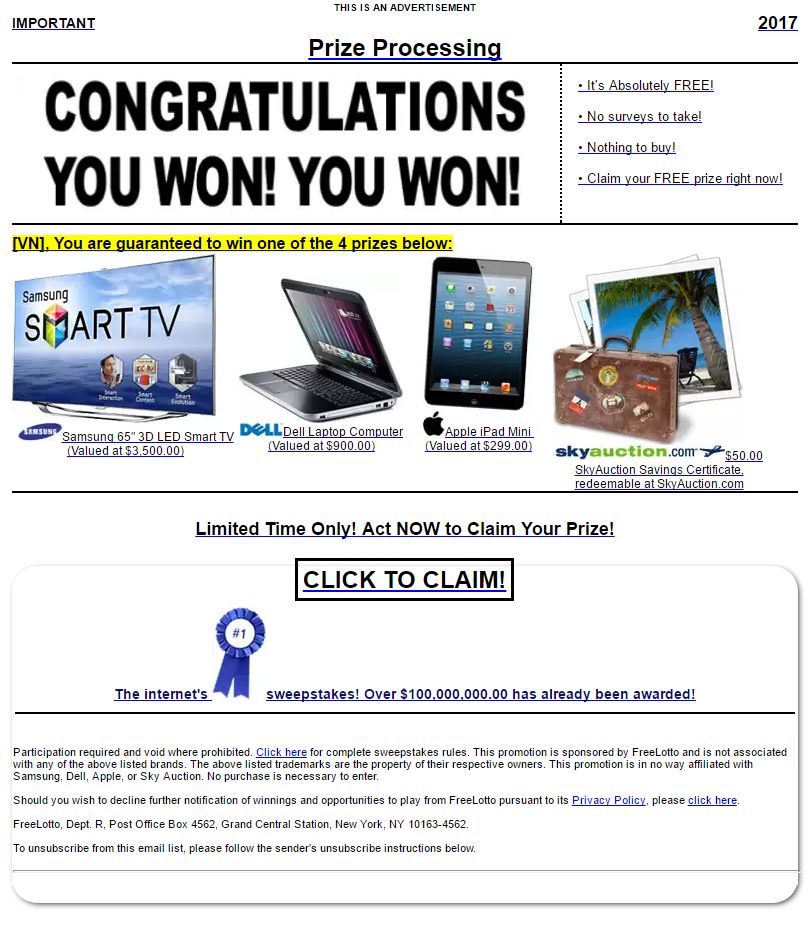 THIS IS AN ADVERTISEMENT
IMPORTANT
2017
Prize Processing
CONGRATULATIONS
YOU WON! YOU WON!
• It's Absolutely FREE!
• No surveys to take!
• Nothing to buy!
• Claim your FREE prize right now!
[VN], You are guaranteed to win one of the 4 prizes below:
Samsung
SMART TV
Smart Interaction
Smart Content
Smart Evolution
SAMSUNG Samsung 65" 3D LED Smart TV
(Valued at $3,500.00)
DELL Dell Laptop Computer
(Valued at $900.00)
Apple iPad Mini
(Valued at $299.00)
skyauction.com $50.00
SkyAuction Savings Certificate,
redeemable at SkyAuction.com
Limited Time Only! Act NOW to Claim Your Prize!
CLICK TO CLAIM!
#1
The internet's sweepstakes! Over $100,000,000.00 has already been awarded!
Participation required and void where prohibited. Click here for complete sweepstakes rules. This promotion is sponsored by FreeLotto and is not associated
with any of the above listed brands. The above listed trademarks are the property of their respective owners. This promotion is in no way affiliated with
Samsung, Dell, Apple, or Sky Auction. No purchase is necessary to enter.
Should you wish to decline further notification of winnings and opportunities to play from FreeLotto pursuant to its Privacy Policy, please click here.
FreeLotto, Dept. R, Post Office Box 4562, Grand Central Station, New York, NY 10163-4562.
To unsubscribe from this email list, please follow the sender's unsubscribe instructions below.